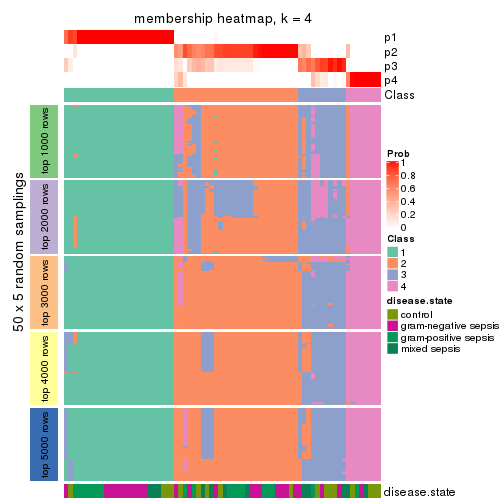 membership heatmap, k = 4
p1
p2
p3
p4
Class
50 x 5 random samplings
top 1000 rows
top 2000 rows
top 3000 rows
top 4000 rows
top 5000 rows
Prob
1
0.8
0.6
0.4
0.2
0
Class
1
2
3
4
disease.state
control
gram-negative sepsis
gram-positive sepsis
mixed sepsis
disease.state